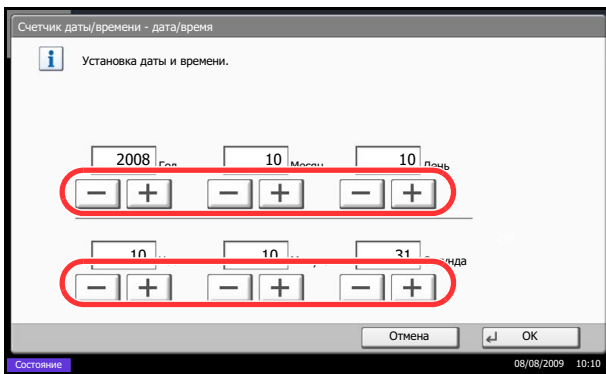 Счетчик даты/времени - дата/время
Установка даты и времени.
2008 Год 10 Месяц 10 День
10 10 31 Секунда
Отмена OK
Состояние 08/08/2009 10:10